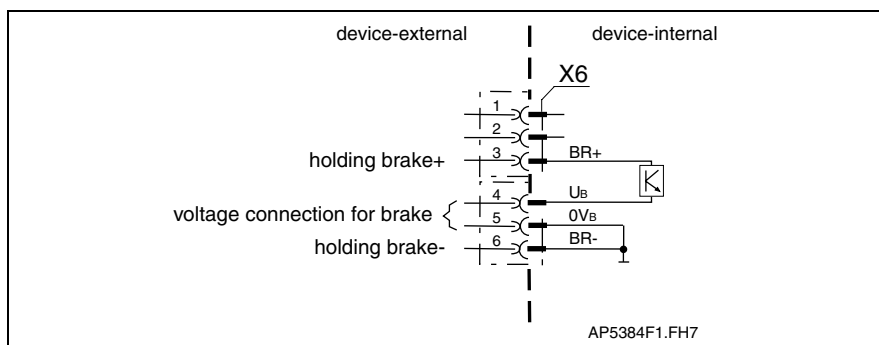 device-external device-internal
X6
1
2
holding brake+ 3 BR+
4 UB
voltage connection for brake
5 0VB
holding brake- 6 BR-
AP5384F1.FH7